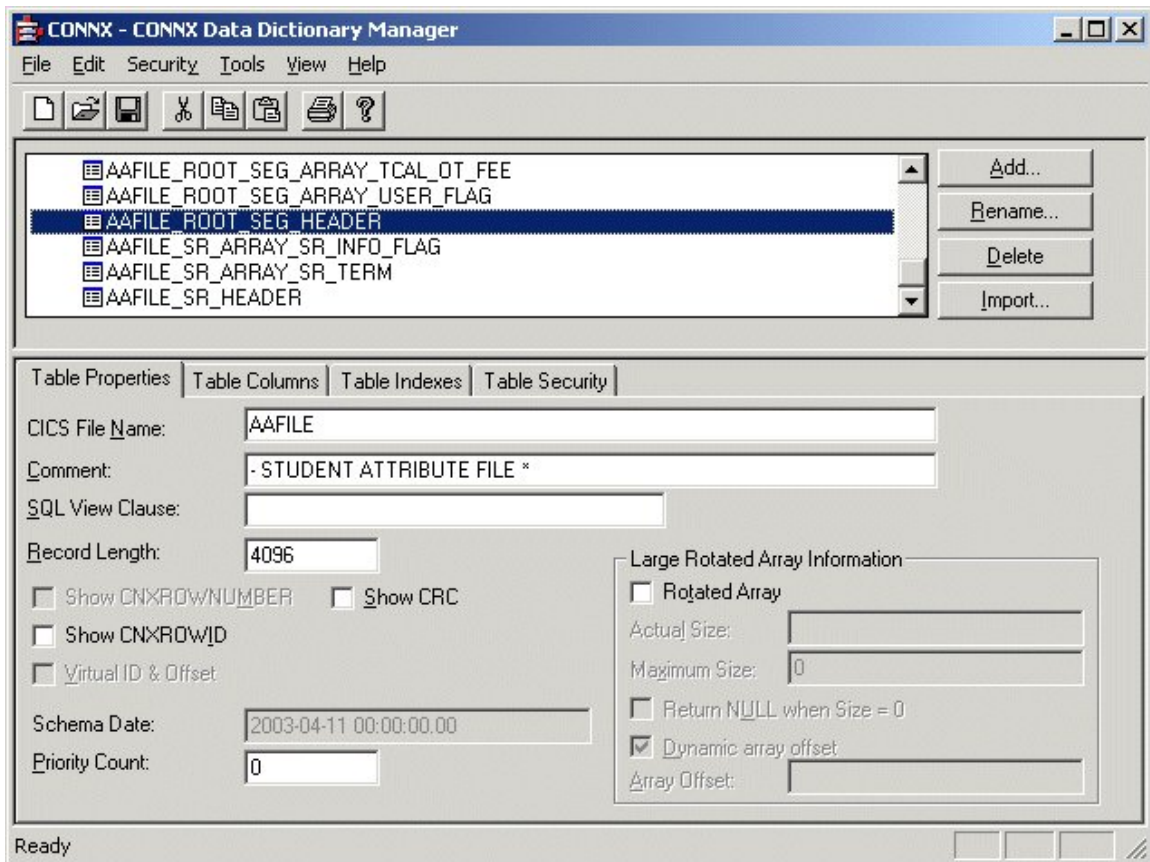 CONNX - CONNX Data Dictionary Manager
File Edit Security Tools View Help
AAFILE_ROOT_SEG_ARRAY_TCAL_OT_FEE
AAFILE_ROOT_SEG_ARRAY_USER_FLAG
AAFILE_ROOT_SEG_HEADER
AAFILE_SR_ARRAY_SR_INFO_FLAG
AAFILE_SR_ARRAY_SR_TERM
AAFILE_SR_HEADER
Add...
Rename...
Delete
Import...
Table Properties Table Columns Table Indexes Table Security
CICS File Name: AAFILE
Comment: - STUDENT ATTRIBUTE FILE *
SQL View Clause:
Record Length: 4096
Show CNXROWNUMBER Show CRC
Show CNXROWID
Virtual ID & Offset
Schema Date: 2003-04-11 00:00:00.00
Priority Count: 0
Large Rotated Array Information
Rotated Array
Actual Size:
Maximum Size: 0
Return NULL when Size = 0
Dynamic array offset
Array Offset:
Ready